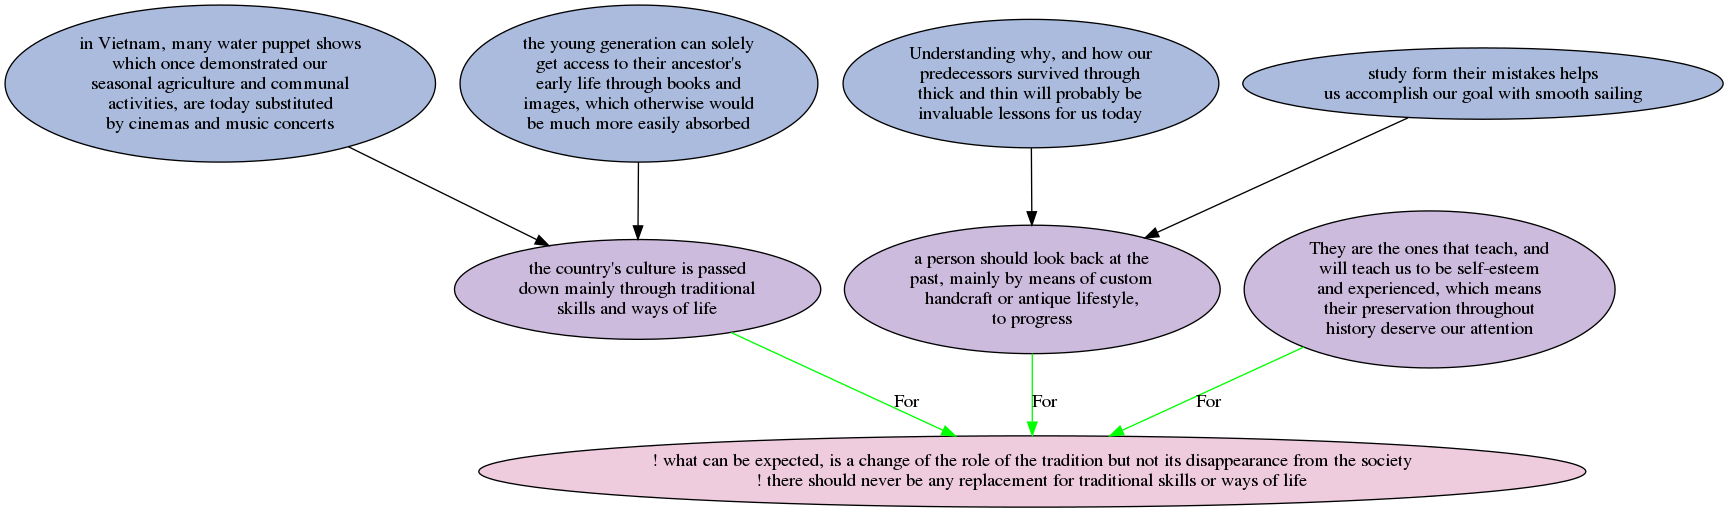 in Vietnam, many water puppet shows
which once demonstrated our
seasonal agriculture and communal
activities, are today substituted
by cinemas and music concerts
the young generation can solely
get access to their ancestor's
early life through books and
images, which otherwise would
be much more easily absorbed
Understanding why, and how our
predecessors survived through
thick and thin will probably be
invaluable lessons for us today
study form their mistakes helps
us accomplish our goal with smooth sailing
the country's culture is passed
down mainly through traditional
skills and ways of life
a person should look back at the
past, mainly by means of custom
handcraft or antique lifestyle,
to progress
They are the ones that teach, and
will teach us to be self-esteem
and experienced, which means
their preservation throughout
history deserve our attention
For
For
For
! what can be expected, is a change of the role of the tradition but not its disappearance from the society
! there should never be any replacement for traditional skills or ways of life